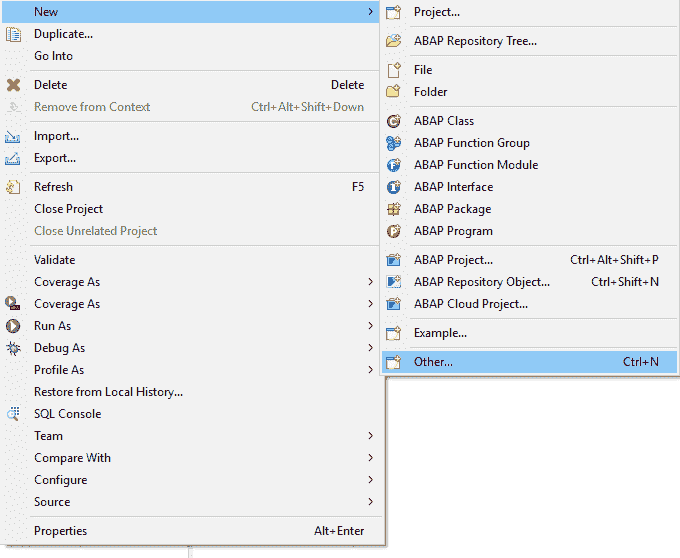 New
Duplicate...
Go Into
Delete Delete
Remove from Context Ctrl+Alt+Shift+Down
Import...
Export...
Refresh F5
Close Project
Close Unrelated Project
Validate
Coverage As
Coverage As
Run As
Debug As
Profile As
Restore from Local History...
SQL Console
Team
Compare With
Configure
Source
Properties Alt+Enter
Project...
ABAP Repository Tree...
File
Folder
ABAP Class
ABAP Function Group
ABAP Function Module
ABAP Interface
ABAP Package
ABAP Program
ABAP Project... Ctrl+Alt+Shift+P
ABAP Repository Object... Ctrl+Shift+N
ABAP Cloud Project...
Example...
Other... Ctrl+N